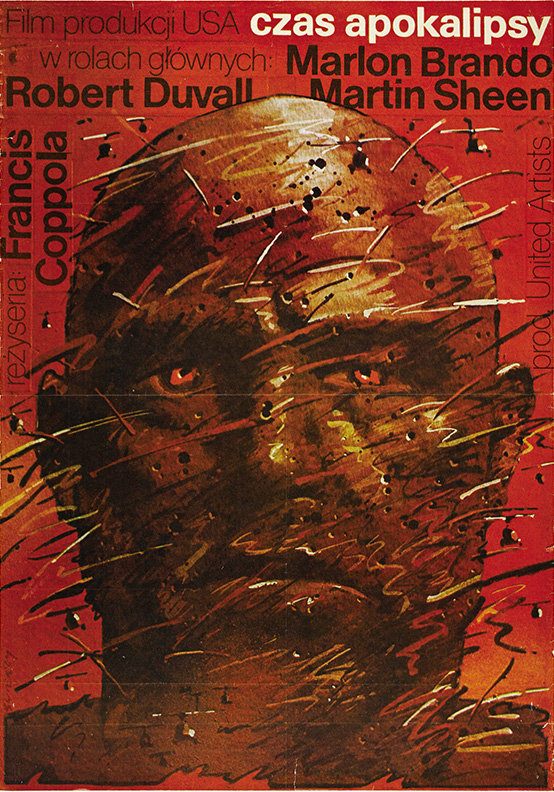 Film produkcji USA czas apokalipsy
w rolach głównych: Marlon Brando
Robert Duvall Martin Sheen
reżyseria: Francis
Coppola
prod. United Artists